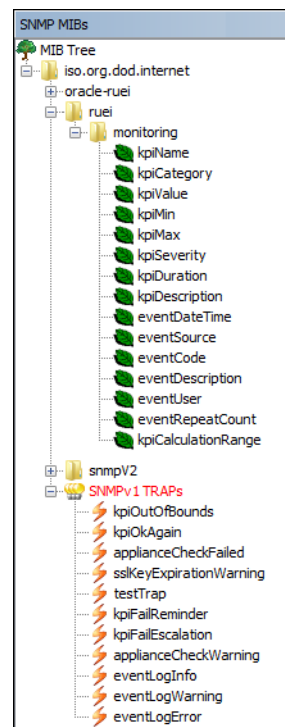 SNMP MIBs
MIB Tree
iso.org.dod.internet
oracle-ruei
ruei
monitoring
kpiName
kpiCategory
kpiValue
kpiMin
kpiMax
kpiSeverity
kpiDuration
kpiDescription
eventDateTime
eventSource
eventCode
eventDescription
eventUser
eventRepeatCount
kpiCalculationRange
snmpV2
SNMPv1 TRAPs
kpiOutOfBounds
kpiOkAgain
applianceCheckFailed
sslKeyExpirationWarning
testTrap
kpiFailReminder
kpiFailEscalation
applianceCheckWarning
eventLogInfo
eventLogWarning
eventLogError